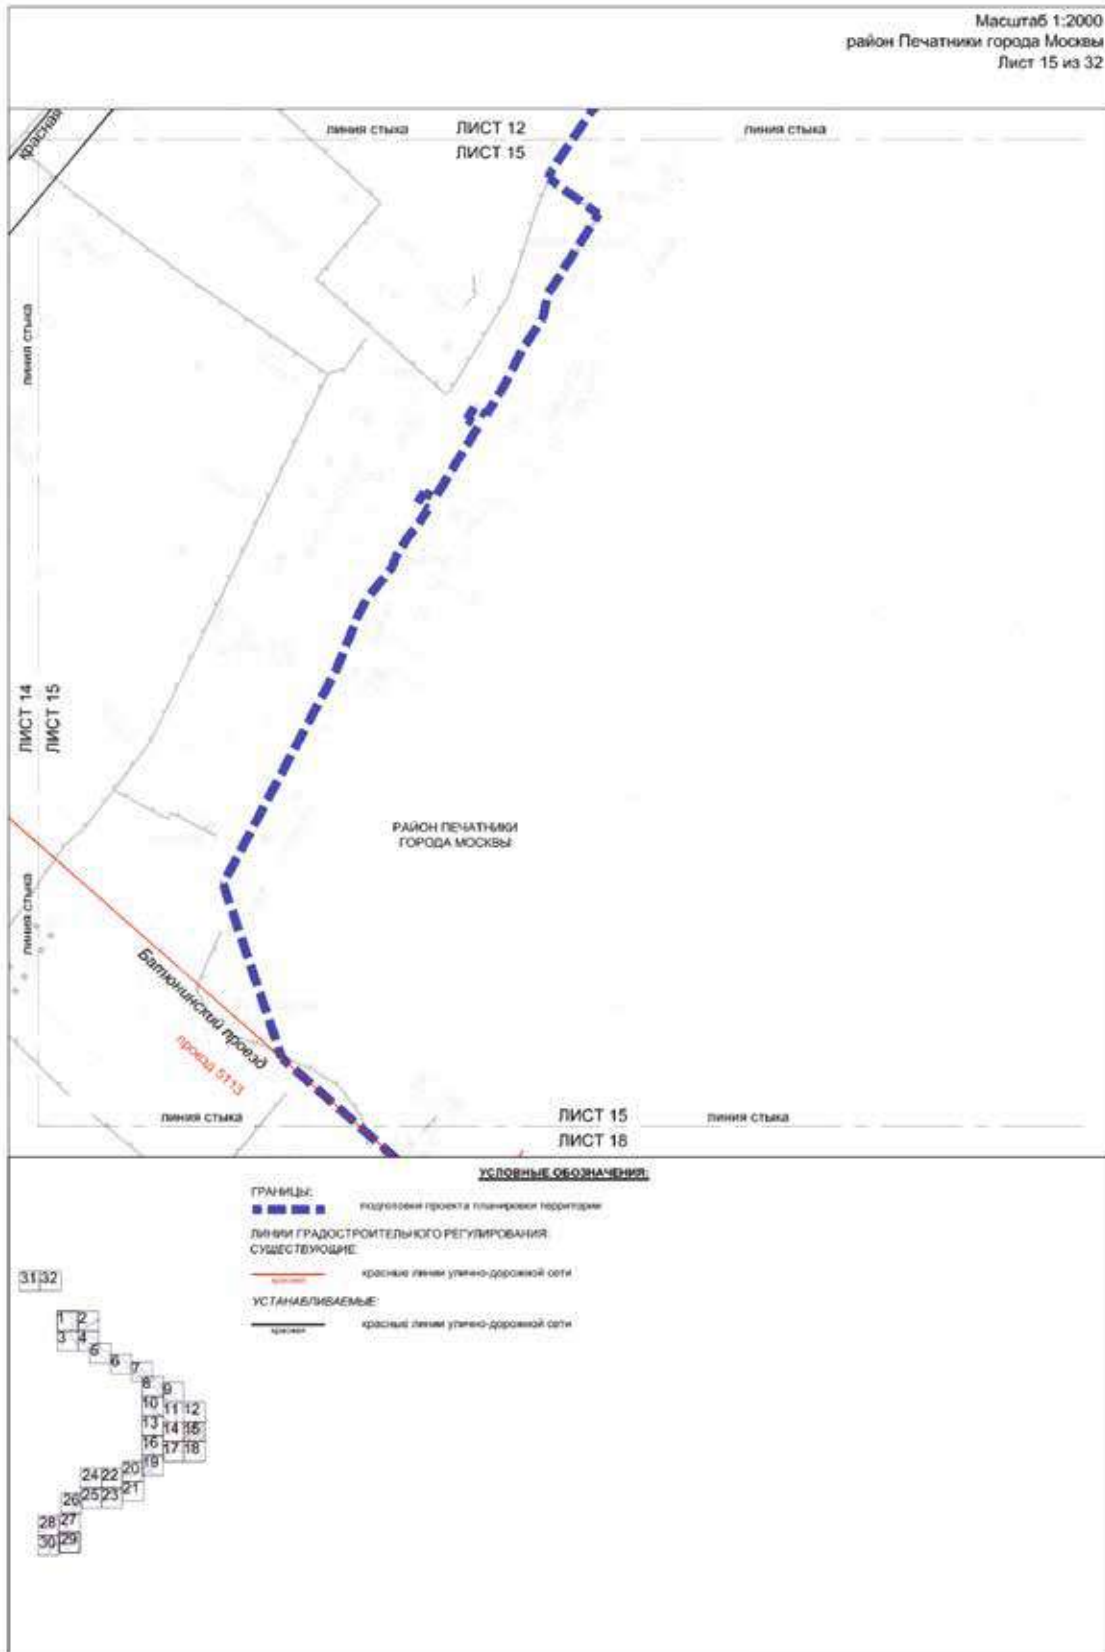 Масштаб 1:2000
район Печатники города Москвы
Лист 15 из 32
красная
линия стыка
ЛИСТ 12
линия стыка
ЛИСТ 15
линия стыка
ЛИСТ 14
ЛИСТ 15
РАЙОН ПЕЧАТНИКИ
ГОРОДА МОСКВЫ
линия стыка
Батюнинский проезд
проезд 5113
линия стыка
ЛИСТ 15
линия стыка
ЛИСТ 18
УСЛОВНЫЕ ОБОЗНАЧЕНИЯ:
ГРАНИЦЫ:
подготовки проекта планировки территории
ЛИНИИ ГРАДОСТРОИТЕЛЬНОГО РЕГУЛИРОВАНИЯ
СУЩЕСТВУЮЩИЕ:
красная
красные линии улично-дорожной сети
УСТАНАВЛИВАЕМЫЕ:
красная
красные линии улично-дорожной сети
31 32
1 2
3 4
5
6
7
8 9
10 11 12
13 14 15
16 17 18
19
24 22 20
26 25 23 21
28 27
30 29